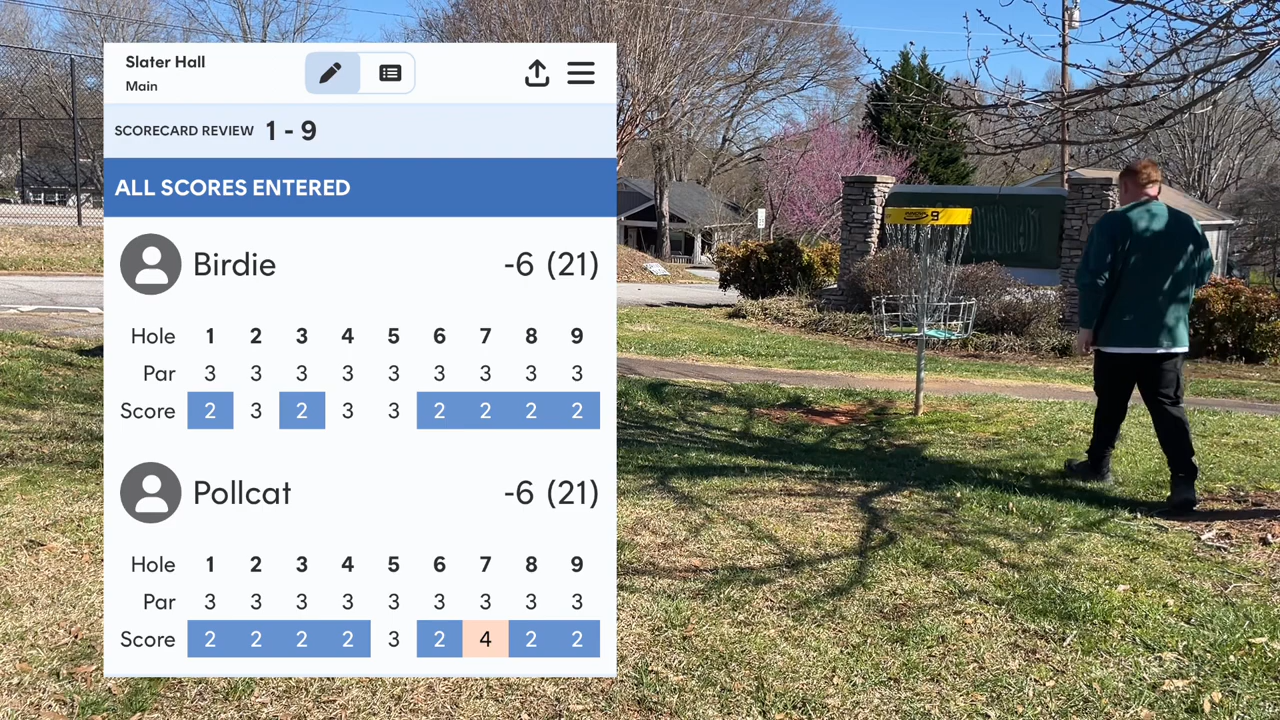 Slater Hall
Main
SCORECARD REVIEW 1 - 9
ALL SCORES ENTERED
Birdie -6 (21)
Hole 1 2 3 4 5 6 7 8 9
Par 3 3 3 3 3 3 3 3 3
Score 2 3 2 3 3 2 2 2 2
Pollcat -6 (21)
Hole 1 2 3 4 5 6 7 8 9
Par 3 3 3 3 3 3 3 3 3
Score 2 2 2 2 3 2 4 2 2
9